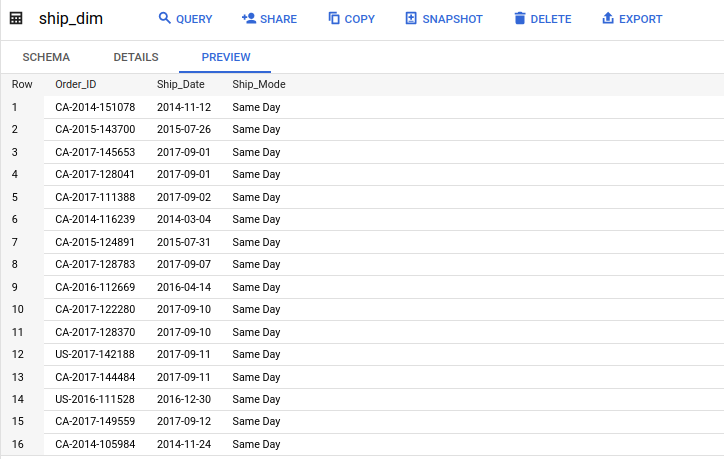 ship_dim QUERY SHARE COPY SNAPSHOT DELETE EXPORT
SCHEMA DETAILS PREVIEW
Row Order_ID Ship_Date Ship_Mode
1 CA-2014-151078 2014-11-12 Same Day
2 CA-2015-143700 2015-07-26 Same Day
3 CA-2017-145653 2017-09-01 Same Day
4 CA-2017-128041 2017-09-01 Same Day
5 CA-2017-111388 2017-09-02 Same Day
6 CA-2014-116239 2014-03-04 Same Day
7 CA-2015-124891 2015-07-31 Same Day
8 CA-2017-128783 2017-09-07 Same Day
9 CA-2016-112669 2016-04-14 Same Day
10 CA-2017-122280 2017-09-10 Same Day
11 CA-2017-128370 2017-09-10 Same Day
12 US-2017-142188 2017-09-11 Same Day
13 CA-2017-144484 2017-09-11 Same Day
14 US-2016-111528 2016-12-30 Same Day
15 CA-2017-149559 2017-09-12 Same Day
16 CA-2014-105984 2014-11-24 Same Day